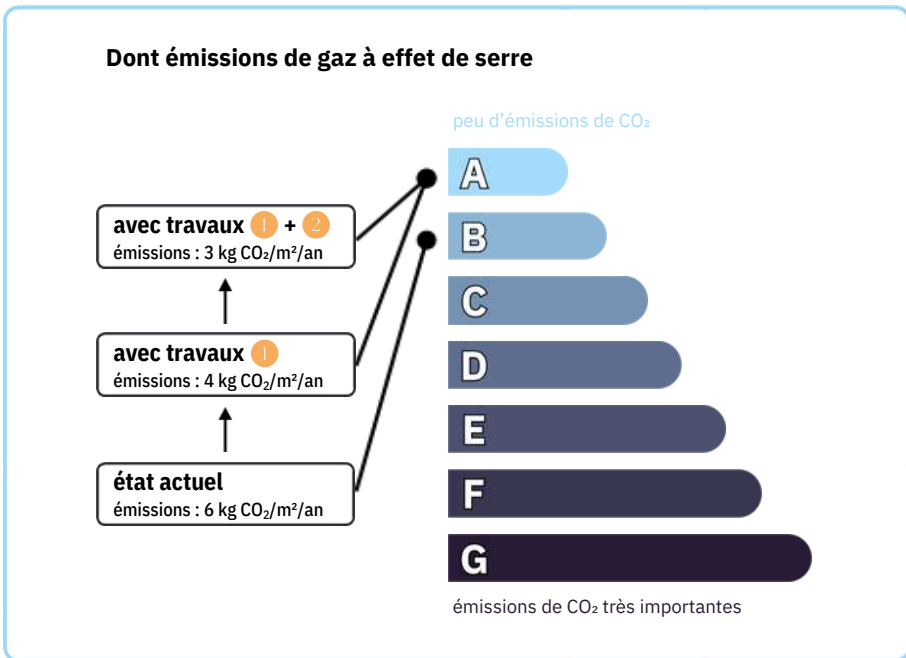 Dont émissions de gaz à effet de serre
peu d’émissions de CO₂
A
avec travaux 1 + 2
émissions : 3 kg CO₂/m²/an
B
C
avec travaux 1
émissions : 4 kg CO₂/m²/an
D
E
état actuel
émissions : 6 kg CO₂/m²/an
F
G
émissions de CO₂ très importantes